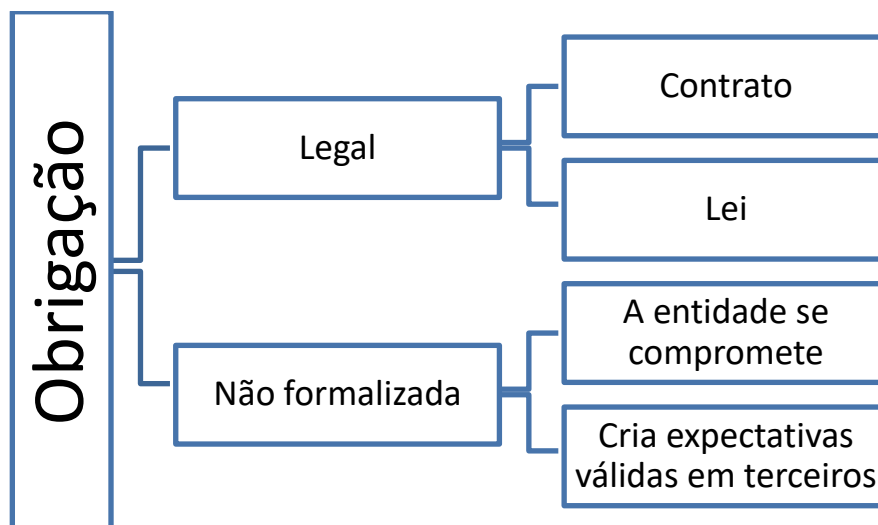 Obrigação
Legal
Contrato
Lei
Não formalizada
A entidade se
compromete
Cria expectativas
válidas em terceiros